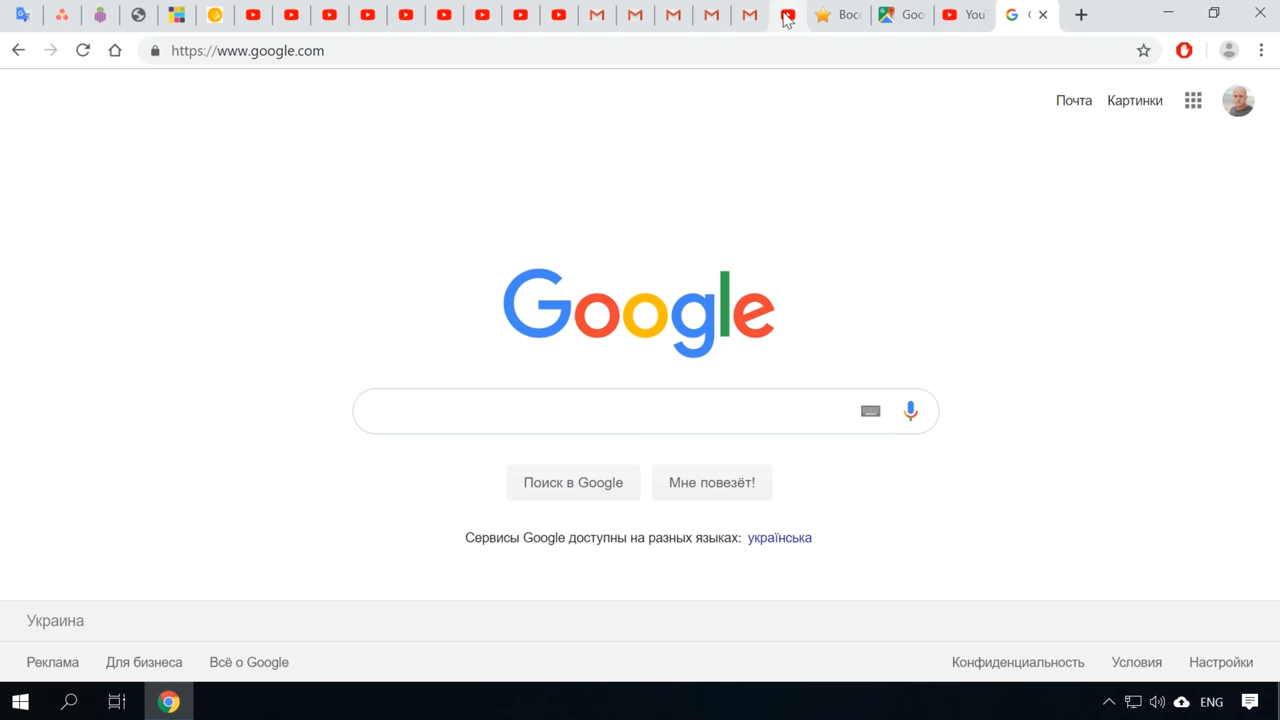 Восс
Goo
You
https://www.google.com
Почта Картинки
Google
Поиск в Google Мне повезёт!
Сервисы Google доступны на разных языках: українська
Украина
Реклама Для бизнеса Всё о Google
Конфиденциальность Условия Настройки
ENG